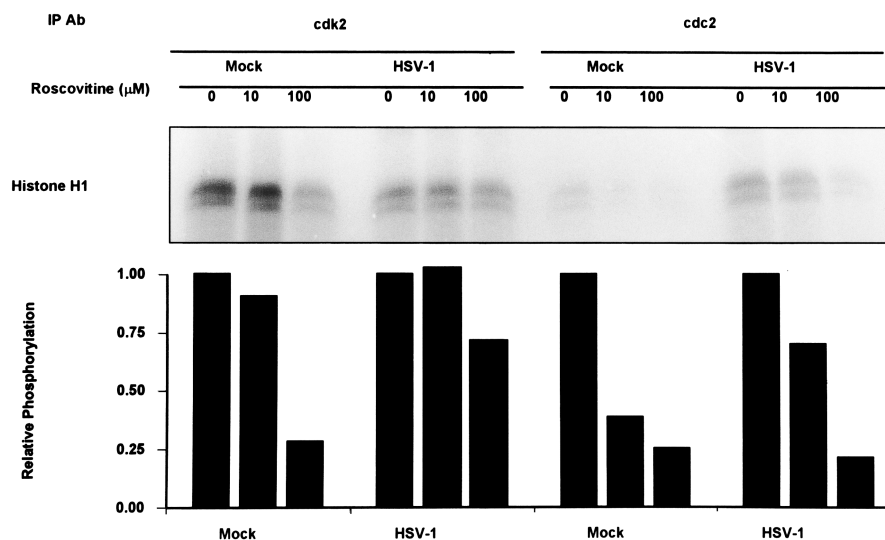 IP Ab cdk2 cdc2
Mock HSV-1 Mock HSV-1
Roscovitine (μM) 0 10 100 0 10 100 0 10 100 0 10 100
Histone H1
Relative Phosphorylation
1.00
0.75
0.50
0.25
0.00
Mock HSV-1 Mock HSV-1